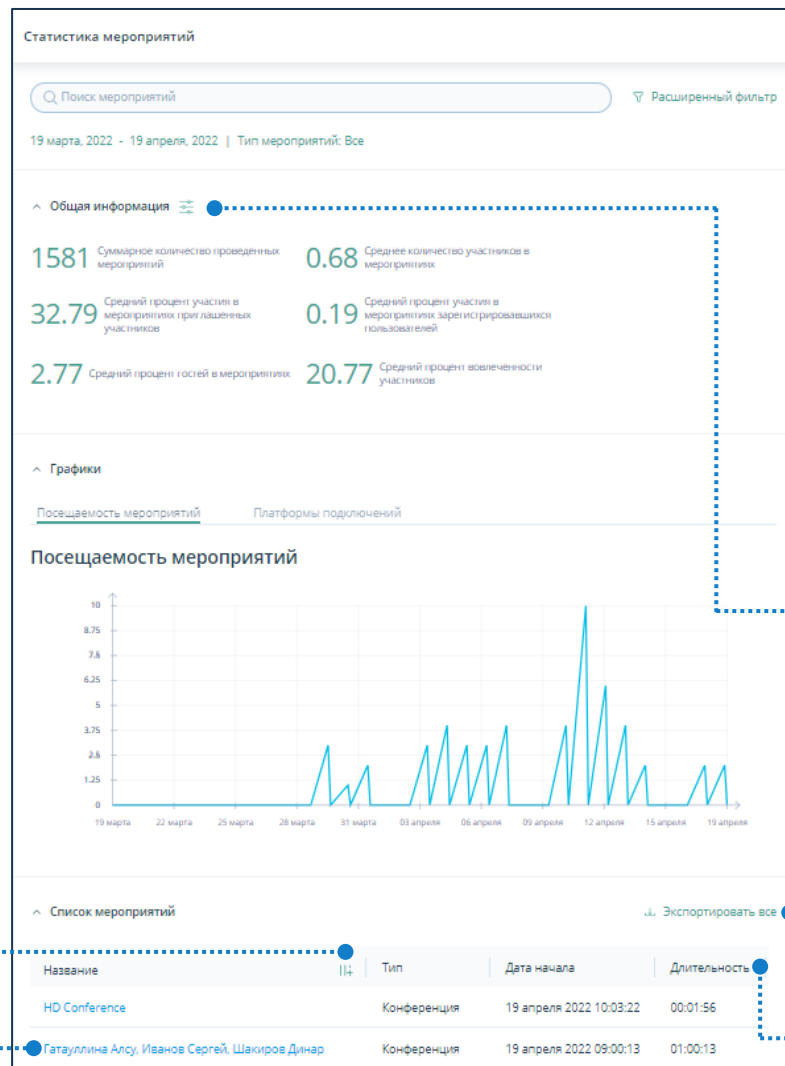 Статистика мероприятий
Поиск мероприятий
Расширенный фильтр
19 марта, 2022 - 19 апреля, 2022 | Тип мероприятий: Все
Общая информация
1581 Суммарное количество проведенных мероприятий
0.68 Среднее количество участников в мероприятиях
32.79 Средний процент участия в мероприятиях приглашенных участников
0.19 Средний процент участия в мероприятиях зарегистрировавшихся пользователей
2.77 Средний процент гостей в мероприятиях
20.77 Средний процент вовлеченности участников
Графики
Посещаемость мероприятий Платформы подключений
Посещаемость мероприятий
10
8.75
7.5
6.25
5
3.75
2.5
1.25
0
19 марта 22 марта 25 марта 28 марта 31 марта 03 апреля 06 апреля 09 апреля 12 апреля 15 апреля 19 апреля
Список мероприятий
Экспортировать все
Название Тип Дата начала Длительность
HD Conference Конференция 19 апреля 2022 10:03:22 00:01:56
Гатауллина Алсу, Иванов Сергей, Шакиров Динар Конференция 19 апреля 2022 09:00:13 01:00:13